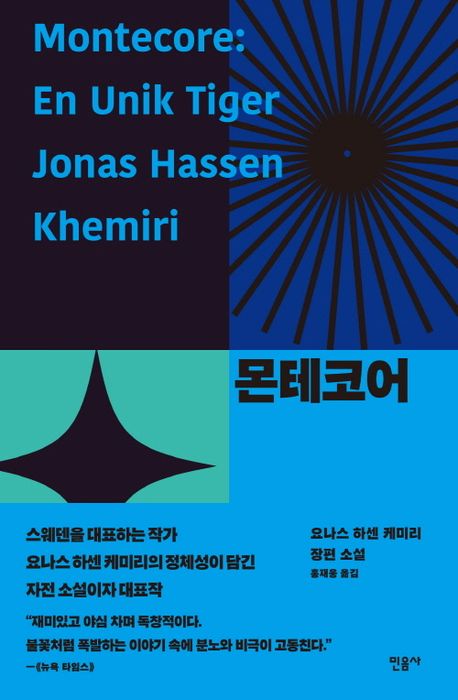 Montecore:
En Unik Tiger
Jonas Hassen
Khemiri
몬테코어
스웨덴을 대표하는 작가
요나스 하센 케미리의 정체성이 담긴
자전 소설이자 대표작
“재미있고 야심 차며 독창적이다.
불꽃처럼 폭발하는 이야기 속에 분노와 비극이 고동친다.”
—《뉴욕 타임스》
요나스 하센 케미리
장편 소설
홍재웅 옮김
민음사